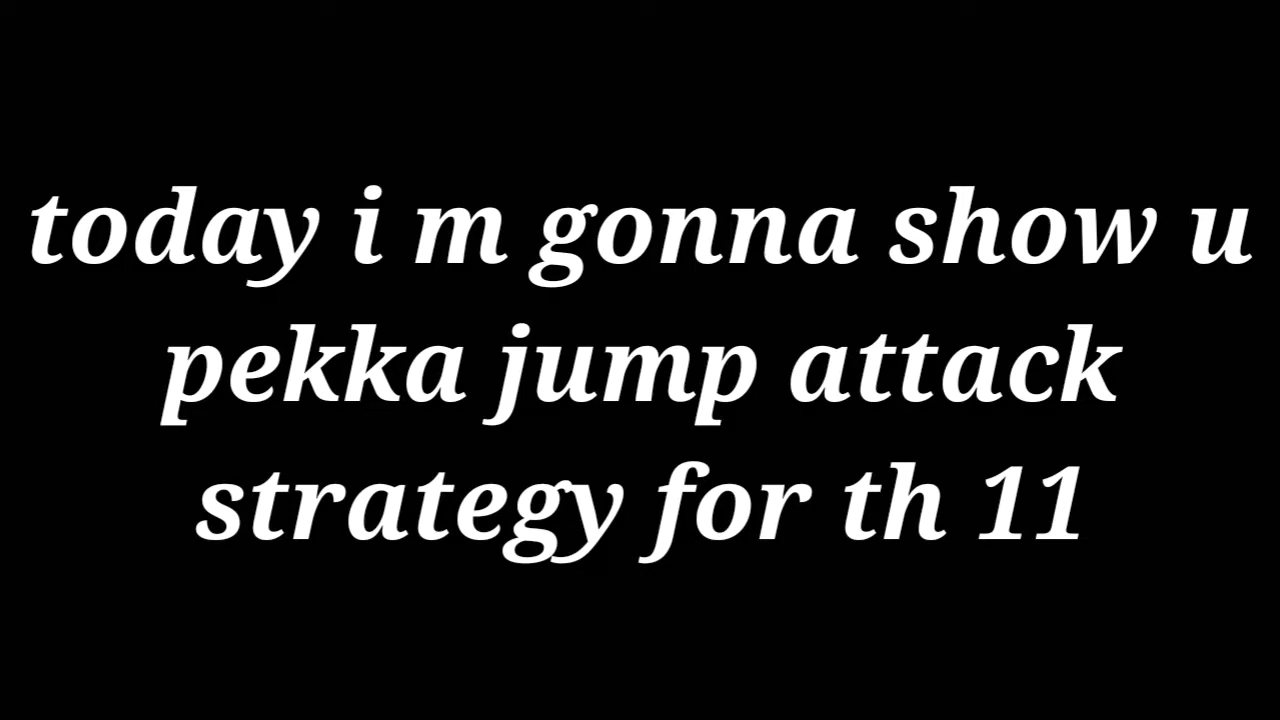 today i m gonna show u
pekka jump attack
strategy for th 11